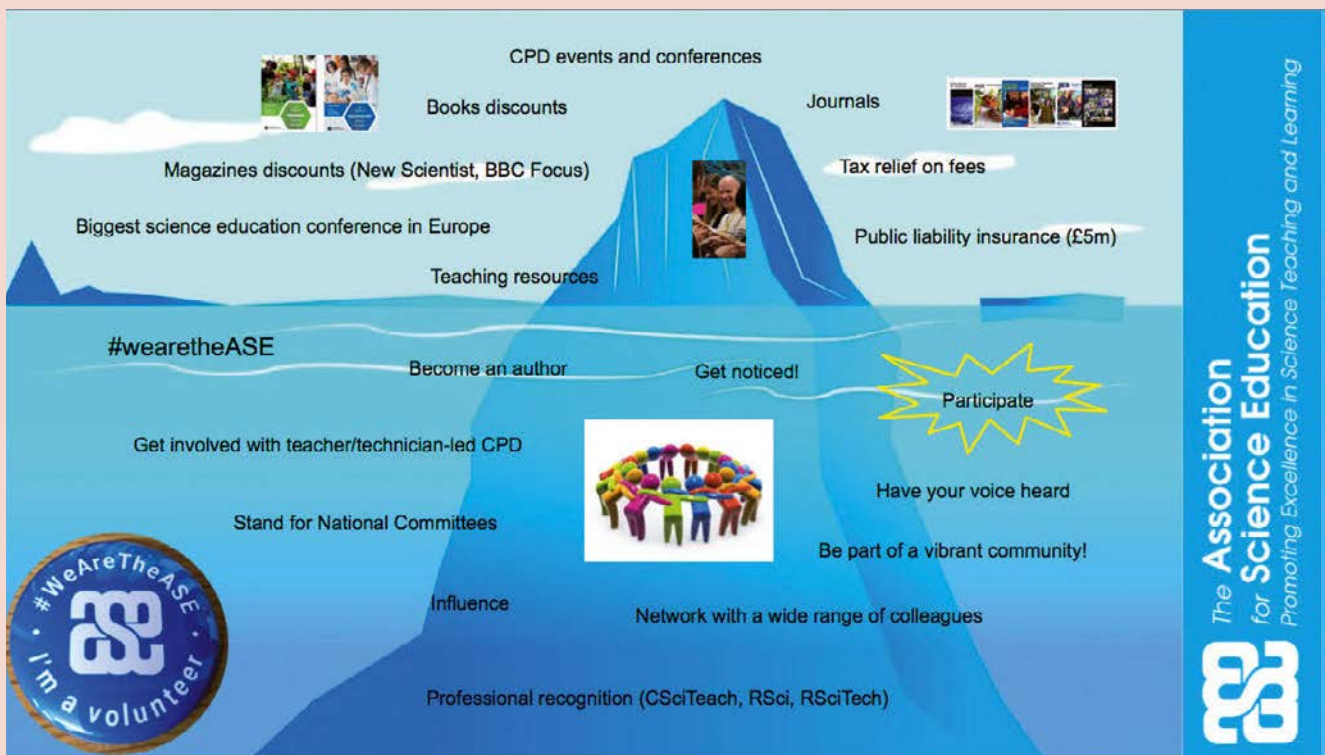 CPD events and conferences
Books discounts
Journals
Magazines discounts (New Scientist, BBC Focus)
Tax relief on fees
Biggest science education conference in Europe
Public liability insurance (£5m)
Teaching resources
#wearetheASE
Become an author
Get noticed!
Participate
Get involved with teacher/technician-led CPD
Have your voice heard
Stand for National Committees
Be part of a vibrant community!
Influence
Network with a wide range of colleagues
Professional recognition (CSciTeach, RSci, RSciTech)
#WeAreTheASE
ase
I'm a volunteer
The Association
for Science Education
Promoting Excellence in Science Teaching and Learning
ase